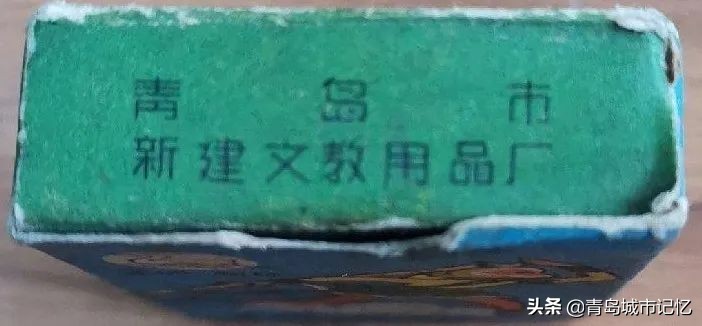 青岛市
新建文教用品厂
头条 @青岛城市记忆